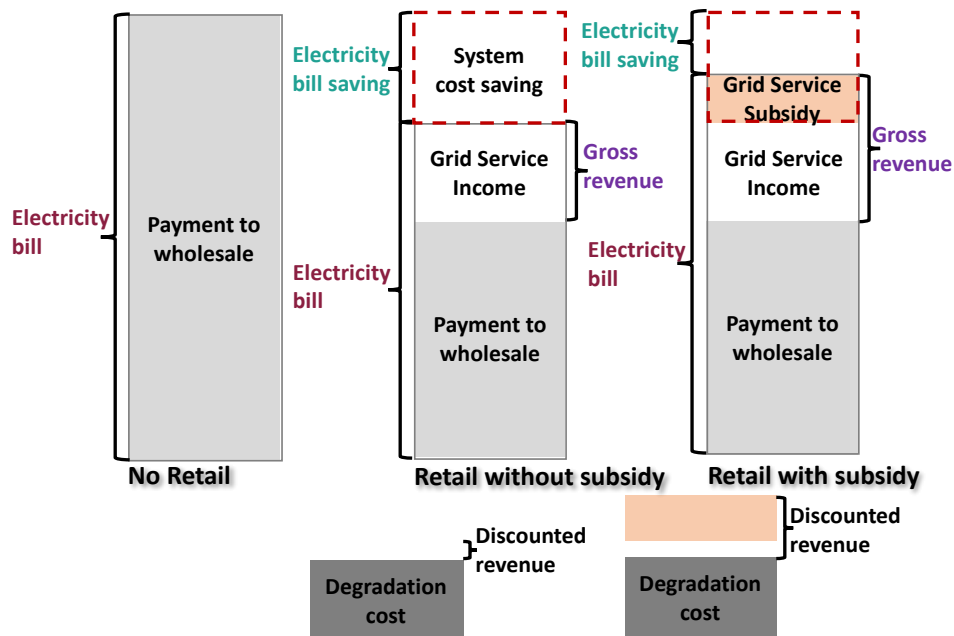 Electricity
bill
Payment to
wholesale
No Retail
Electricity
bill saving
System
cost saving
Grid Service
Income
Gross
revenue
Electricity
bill
Payment to
wholesale
Retail without subsidy
Electricity
bill saving
Grid Service
Subsidy
Grid Service
Income
Gross
revenue
Electricity
bill
Payment to
wholesale
Retail with subsidy
Discounted
revenue
Degradation
cost
Discounted
revenue
Degradation
cost